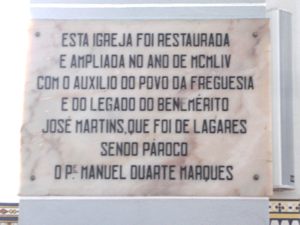 ESTA IGREJA FOI RESTAURADA
E AMPLIADA NO ANO DE MCMLIV
COM O AUXILIO DO POVO DA FREGUESIA
E DO LEGADO DO BENEMÉRITO
JOSÉ MARTINS, QUE FOI DE LAGARES
SENDO PÁROCO
O Pe. MANUEL DUARTE MARQUES